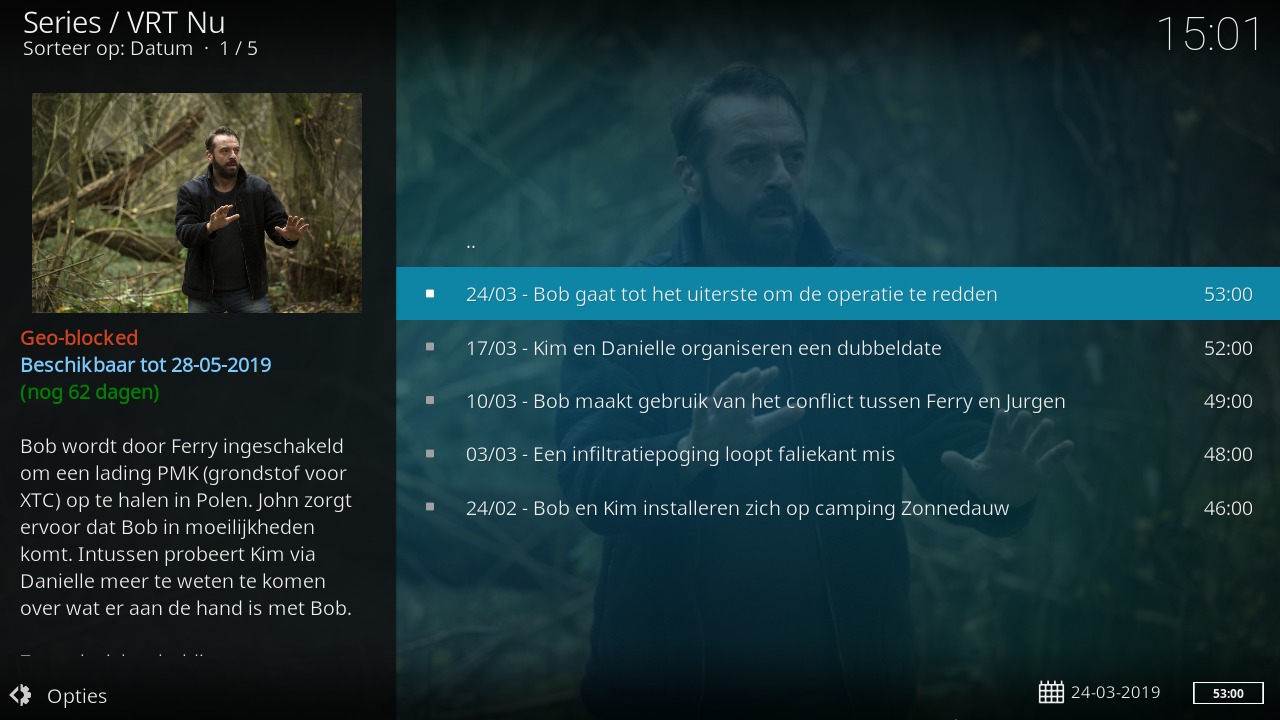 Series / VRT Nu
Sorteer op: Datum · 1 / 5
15:01
Geo-blocked
Beschikbaar tot 28-05-2019
(nog 62 dagen)
Bob wordt door Ferry ingeschakeld
om een lading PMK (grondstof voor
XTC) op te halen in Polen. John zorgt
ervoor dat Bob in moeilijkheden
komt. Intussen probeert Kim via
Danielle meer te weten te komen
over wat er aan de hand is met Bob.
Opties
..
24/03 - Bob gaat tot het uiterste om de operatie te redden 53:00
17/03 - Kim en Danielle organiseren een dubbeldate 52:00
10/03 - Bob maakt gebruik van het conflict tussen Ferry en Jurgen 49:00
03/03 - Een infiltratiepoging loopt faliekant mis 48:00
24/02 - Bob en Kim installeren zich op camping Zonnedauw 46:00
24-03-2019 53:00